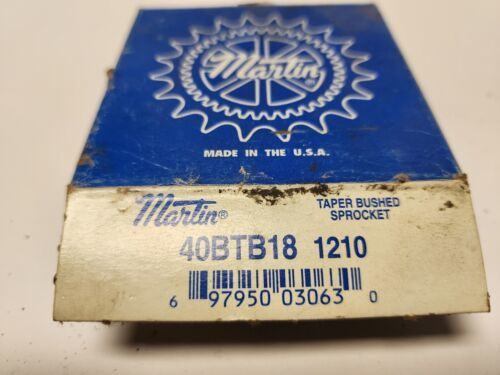 Martin®
MADE IN THE U.S.A.
Martin® TAPER BUSHED
SPROCKET
40BTB18 1210
6 97950 03063 0